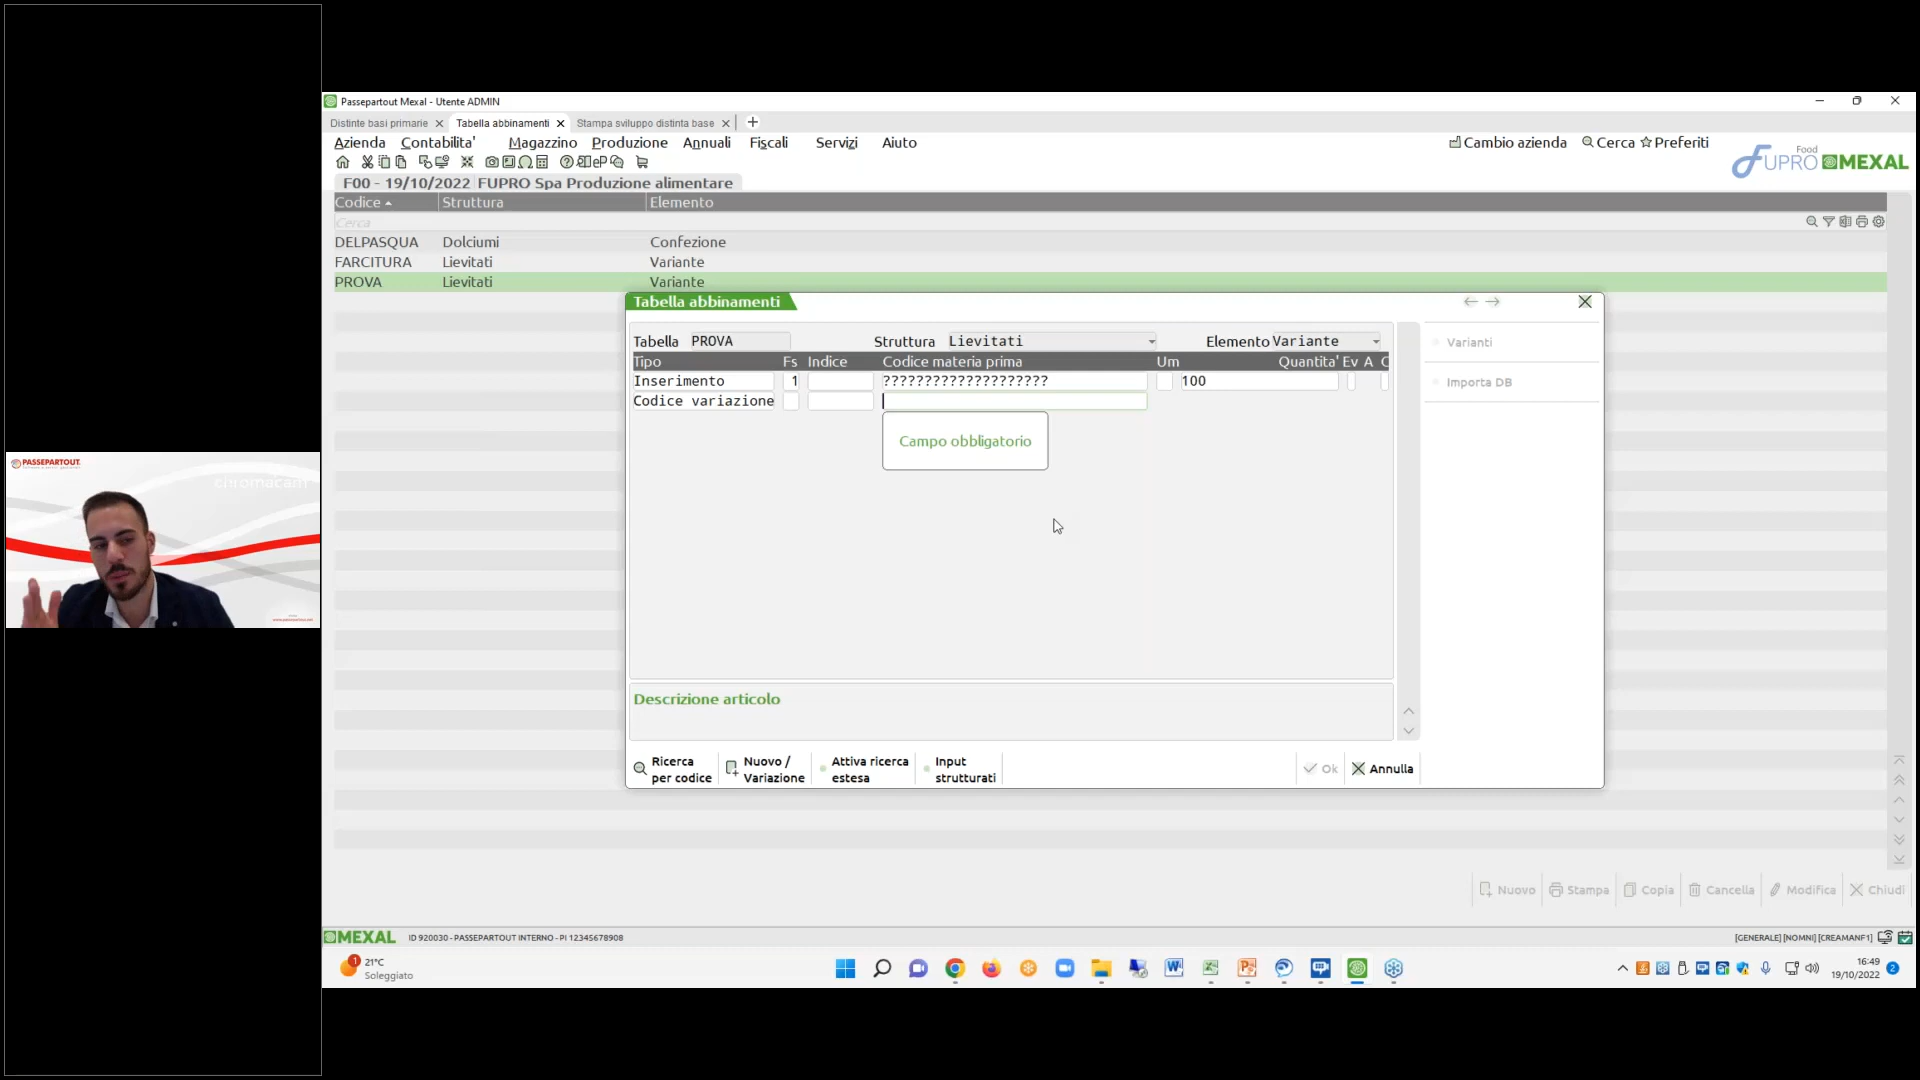 Passepartout Mexal - Utente ADMIN
Distinte basi primarie Tabella abbinamenti Stampa sviluppo distinta base
Azienda Contabilita' Magazzino Produzione Annuali Fiscali Servizi Aiuto
Cambio azienda Cerca Preferiti
Food
FUPRO MEXAL
F00 - 19/10/2022 FUPRO Spa Produzione alimentare
Codice Struttura Elemento
Cerca
DELPASQUA Dolciumi Confezione
FARCITURA Lievitati Variante
PROVA Lievitati Variante
Tabella abbinamenti
Tabella PROVA Struttura Lievitati Elemento Variante
Tipo Fs Indice Codice materia prima Um Quantita' Ev A C
Inserimento 1 ???????????????????? 100
Codice variazione
Campo obbligatorio
Varianti
Importa DB
Descrizione articolo
Ricerca per codice
Nuovo / Variazione
Attiva ricerca estesa
Input strutturati
Ok Annulla
PASSEPARTOUT
chromacam
Nuovo Stampa Copia Cancella Modifica Chiudi
MEXAL ID 920030 - PASSEPARTOUT INTERNO - PI 12345678908
[GENERALE] [NOMNI] [CREAMANF1]
1
21°C
Soleggiato
16:49
19/10/2022
2